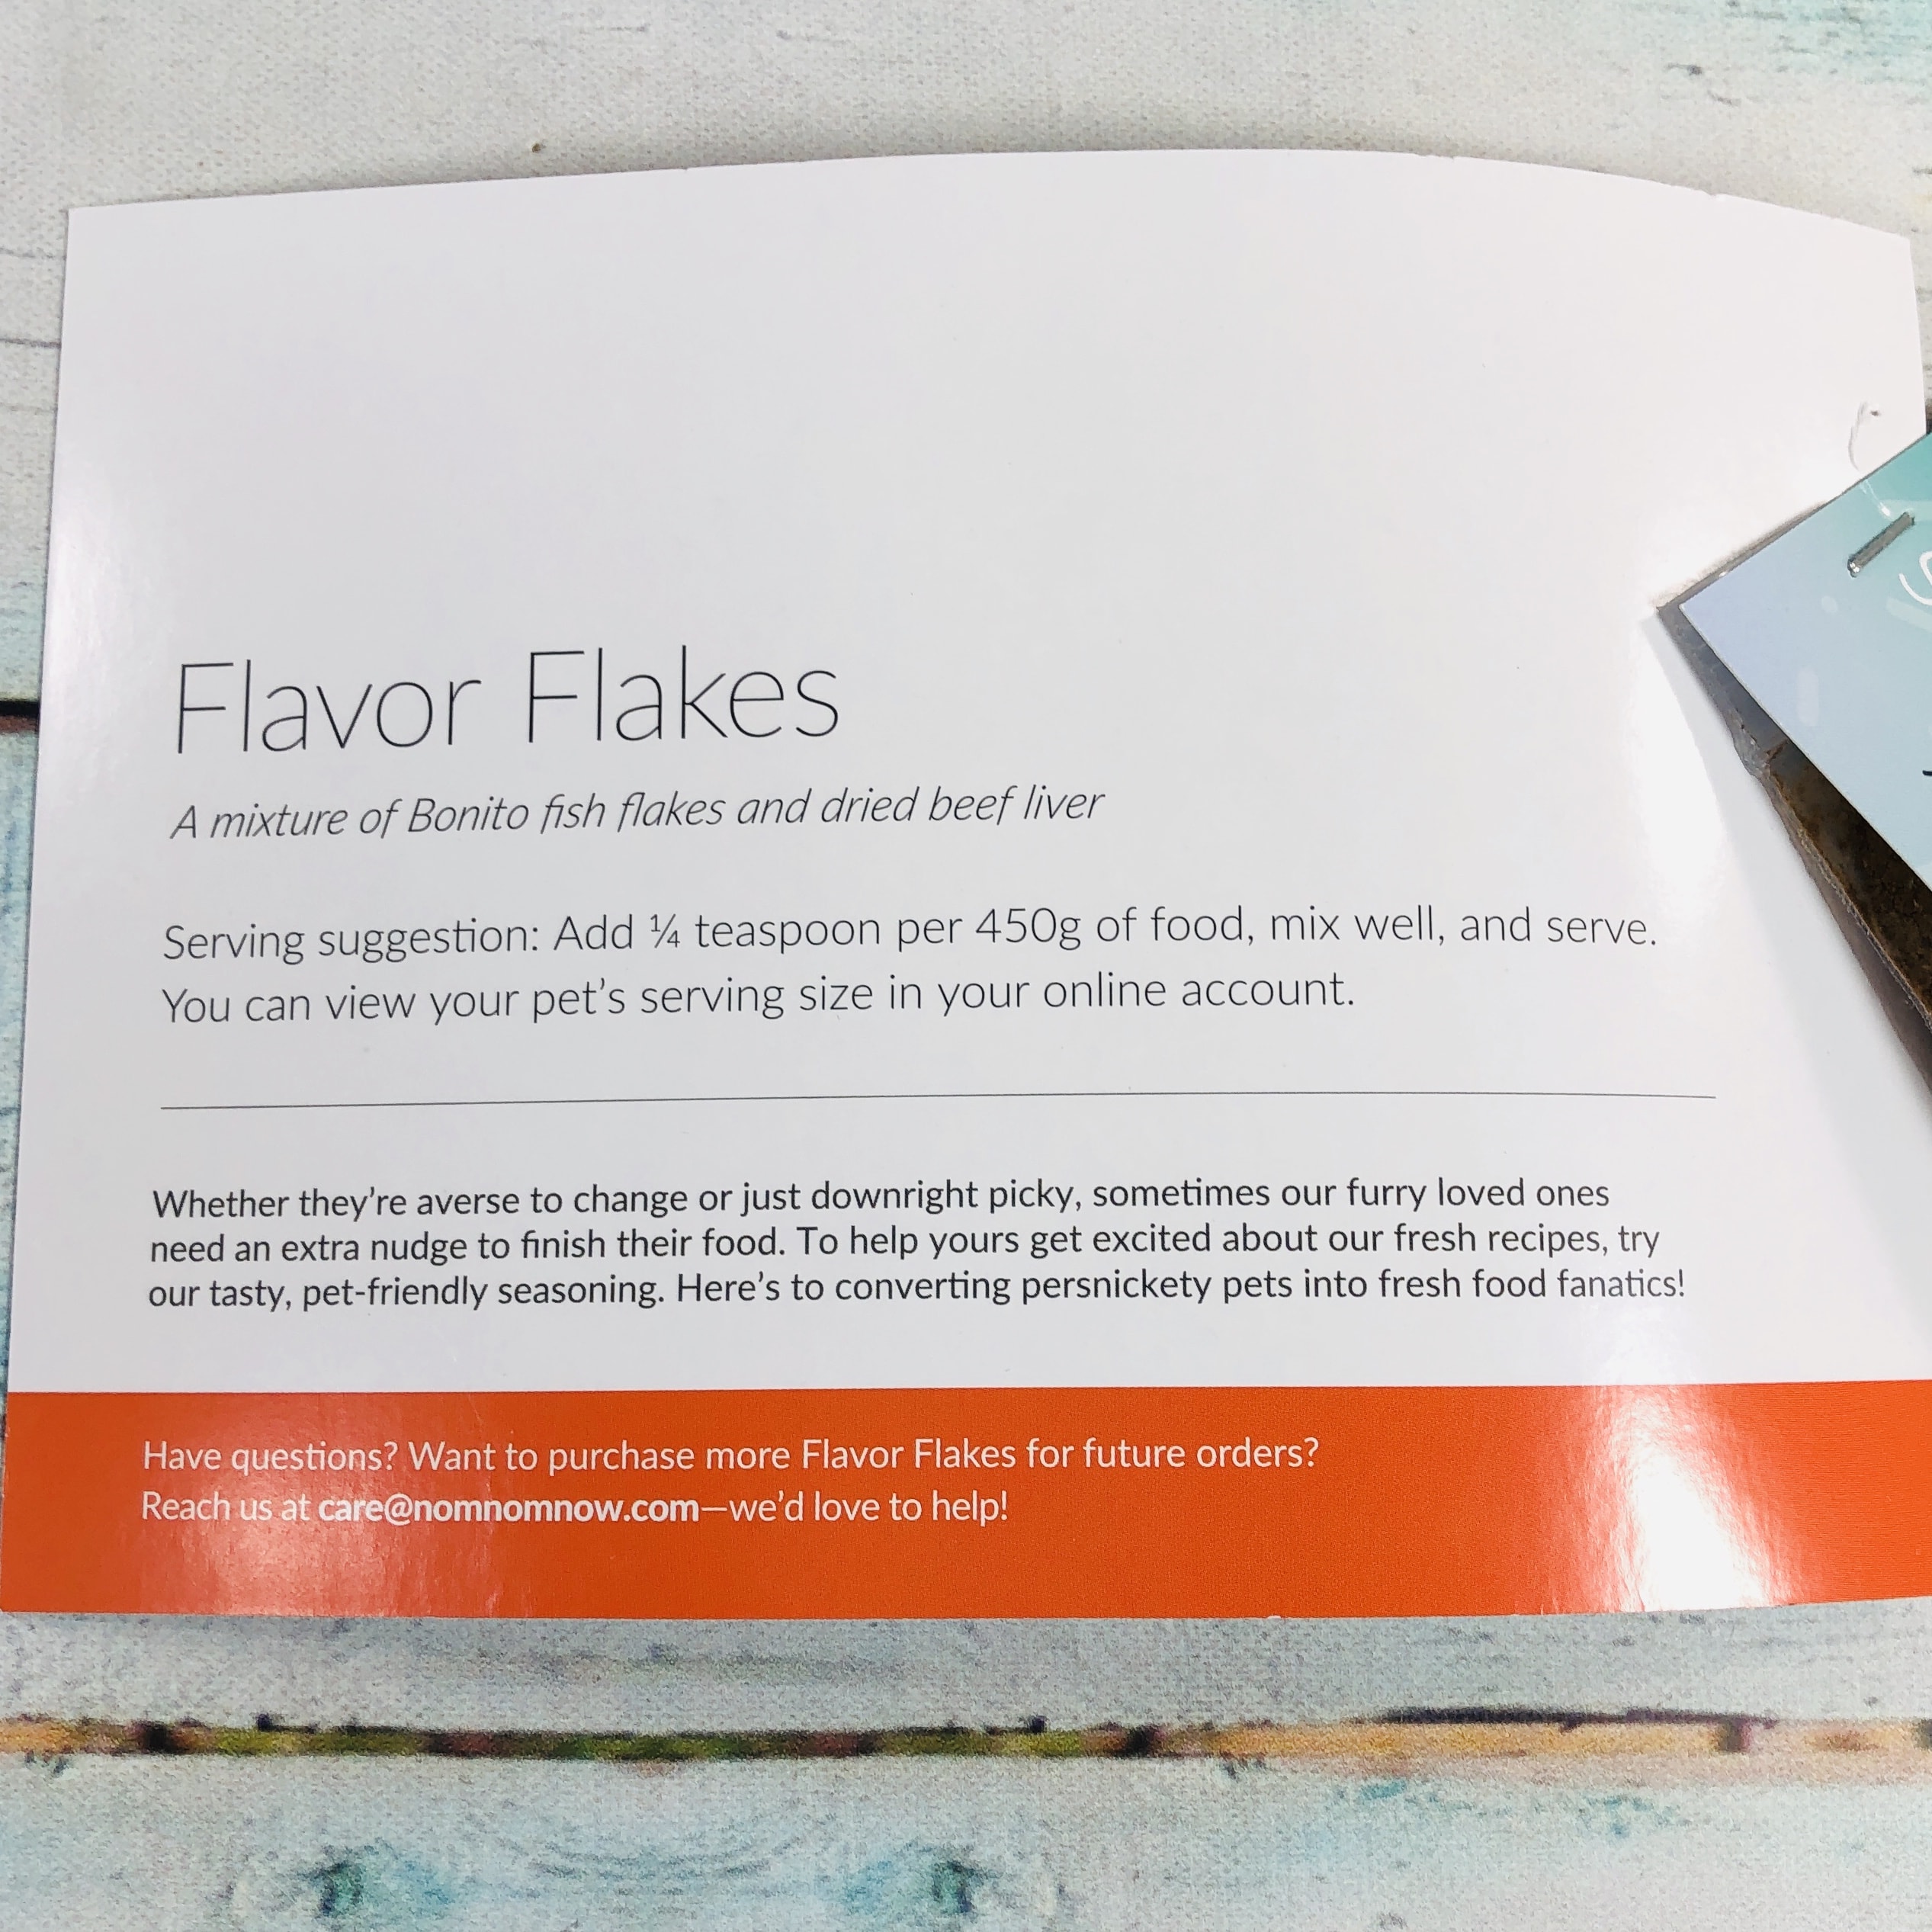 Flavor Flakes
A mixture of Bonito fish flakes and dried beef liver
Serving suggestion: Add ¼ teaspoon per 450g of food, mix well, and serve.
You can view your pet's serving size in your online account.
Whether they're averse to change or just downright picky, sometimes our furry loved ones
need an extra nudge to finish their food. To help yours get excited about our fresh recipes, try
our tasty, pet-friendly seasoning. Here's to converting persnickety pets into fresh food fanatics!
Have questions? Want to purchase more Flavor Flakes for future orders?
Reach us at care@nomnomnow.com—we'd love to help!